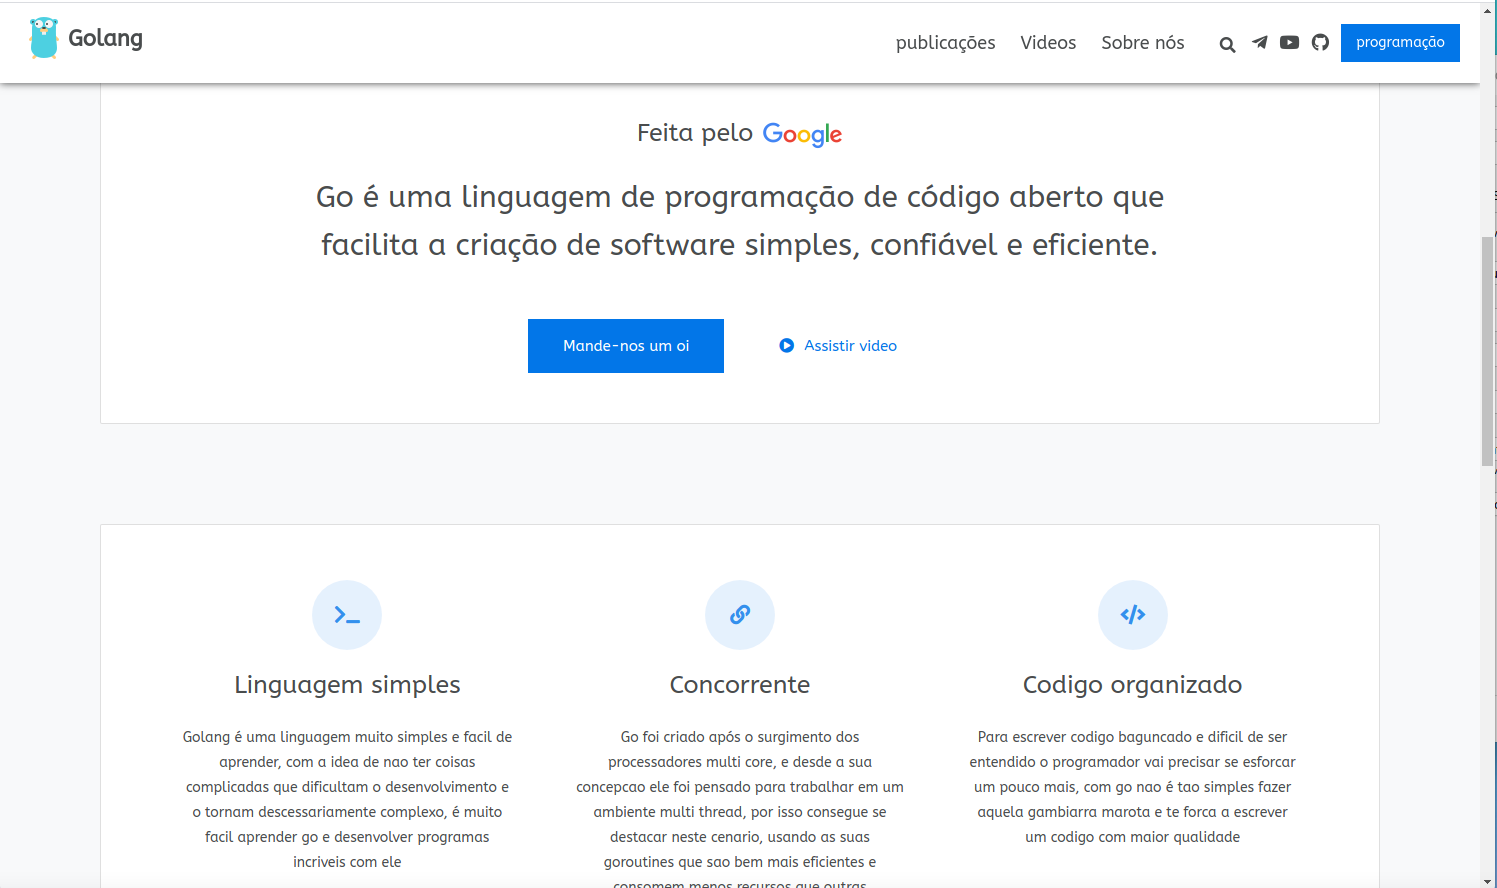 Golang
publicações Videos Sobre nós programação
Feita pelo Google
Go é uma linguagem de programação de código aberto que
facilita a criação de software simples, confiável e eficiente.
Mande-nos um oi Assistir video
Linguagem simples
Golang é uma linguagem muito simples e facil de
aprender, com a idea de nao ter coisas
complicadas que dificultam o desenvolvimento e
o tornam descessariamente complexo, é muito
facil aprender go e desenvolver programas
incriveis com ele
Concorrente
Go foi criado após o surgimento dos
processadores multi core, e desde a sua
concepcao ele foi pensado para trabalhar em um
ambiente multi thread, por isso consegue se
destacar neste cenario, usando as suas
goroutines que sao bem mais eficientes e
consomem menos recursos que outras
Codigo organizado
Para escrever codigo baguncado e dificil de ser
entendido o programador vai precisar se esforcar
um pouco mais, com go nao é tao simples fazer
aquela gambiarra marota e te forca a escrever
um codigo com maior qualidade